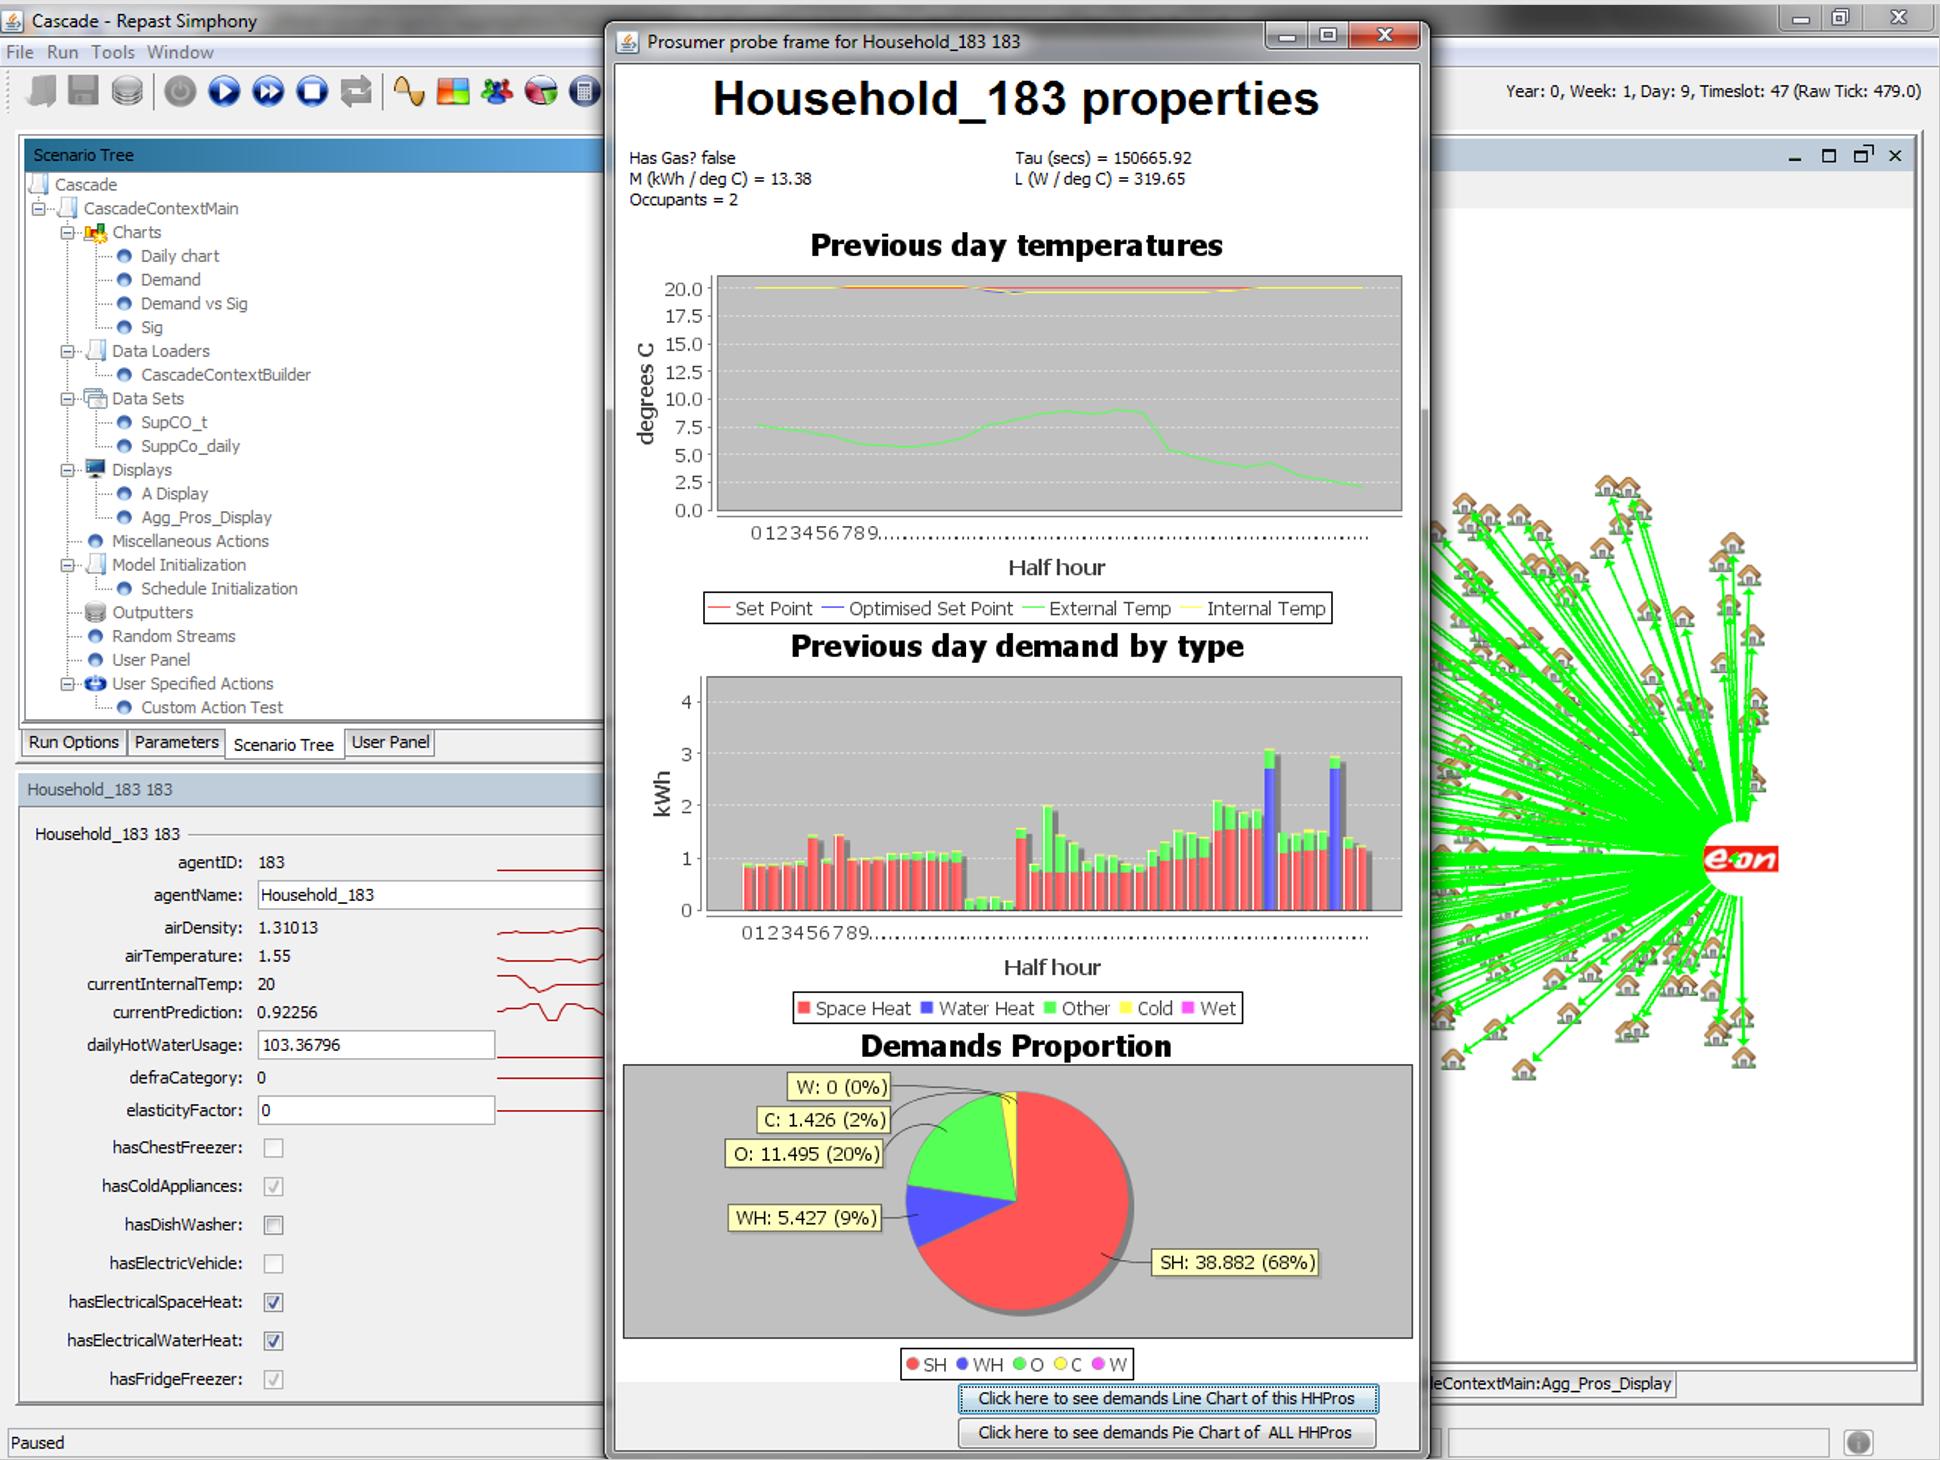 Cascade - Repast Simphony
File Run Tools Window
Year: 0, Week: 1, Day: 9, Timeslot: 47 (Raw Tick: 479.0)
Scenario Tree
Cascade
CascadeContextMain
Charts
Daily chart
Demand
Demand vs Sig
Sig
Data Loaders
CascadeContextBuilder
Data Sets
SupCO_t
SuppCo_daily
Displays
A Display
Agg_Pros_Display
Miscellaneous Actions
Model Initialization
Schedule Initialization
Outputters
Random Streams
User Panel
User Specified Actions
Custom Action Test
Run Options Parameters Scenario Tree User Panel
Household_183 183
Household_183 183
agentID: 183
agentName: Household_183
airDensity: 1.31013
airTemperature: 1.55
currentInternalTemp: 20
currentPrediction: 0.92256
dailyHotWaterUsage: 103.36796
defraCategory: 0
elasticityFactor: 0
hasChestFreezer:
hasColdAppliances:
hasDishWasher:
hasElectricVehicle:
hasElectricalSpaceHeat:
hasElectricalWaterHeat:
hasFridgeFreezer:
Paused
Prosumer probe frame for Household_183 183
Household_183 properties
Has Gas? false
Tau (secs) = 150665.92
M (kWh / deg C) = 13.38
L (W / deg C) = 319.65
Occupants = 2
Previous day temperatures
20.0
17.5
15.0
12.5
10.0
7.5
5.0
2.5
0.0
degrees C
0123456789......................................
Half hour
Set Point Optimised Set Point External Temp Internal Temp
Previous day demand by type
4
3
2
1
0
kWh
0123456789......................................
Half hour
Space Heat Water Heat Other Cold Wet
Demands Proportion
W: 0 (0%)
C: 1.426 (2%)
O: 11.495 (20%)
WH: 5.427 (9%)
SH: 38.882 (68%)
SH WH O C W
Click here to see demands Line Chart of this HHPros
Click here to see demands Pie Chart of ALL HHPros
e·on
eContextMain:Agg_Pros_Display